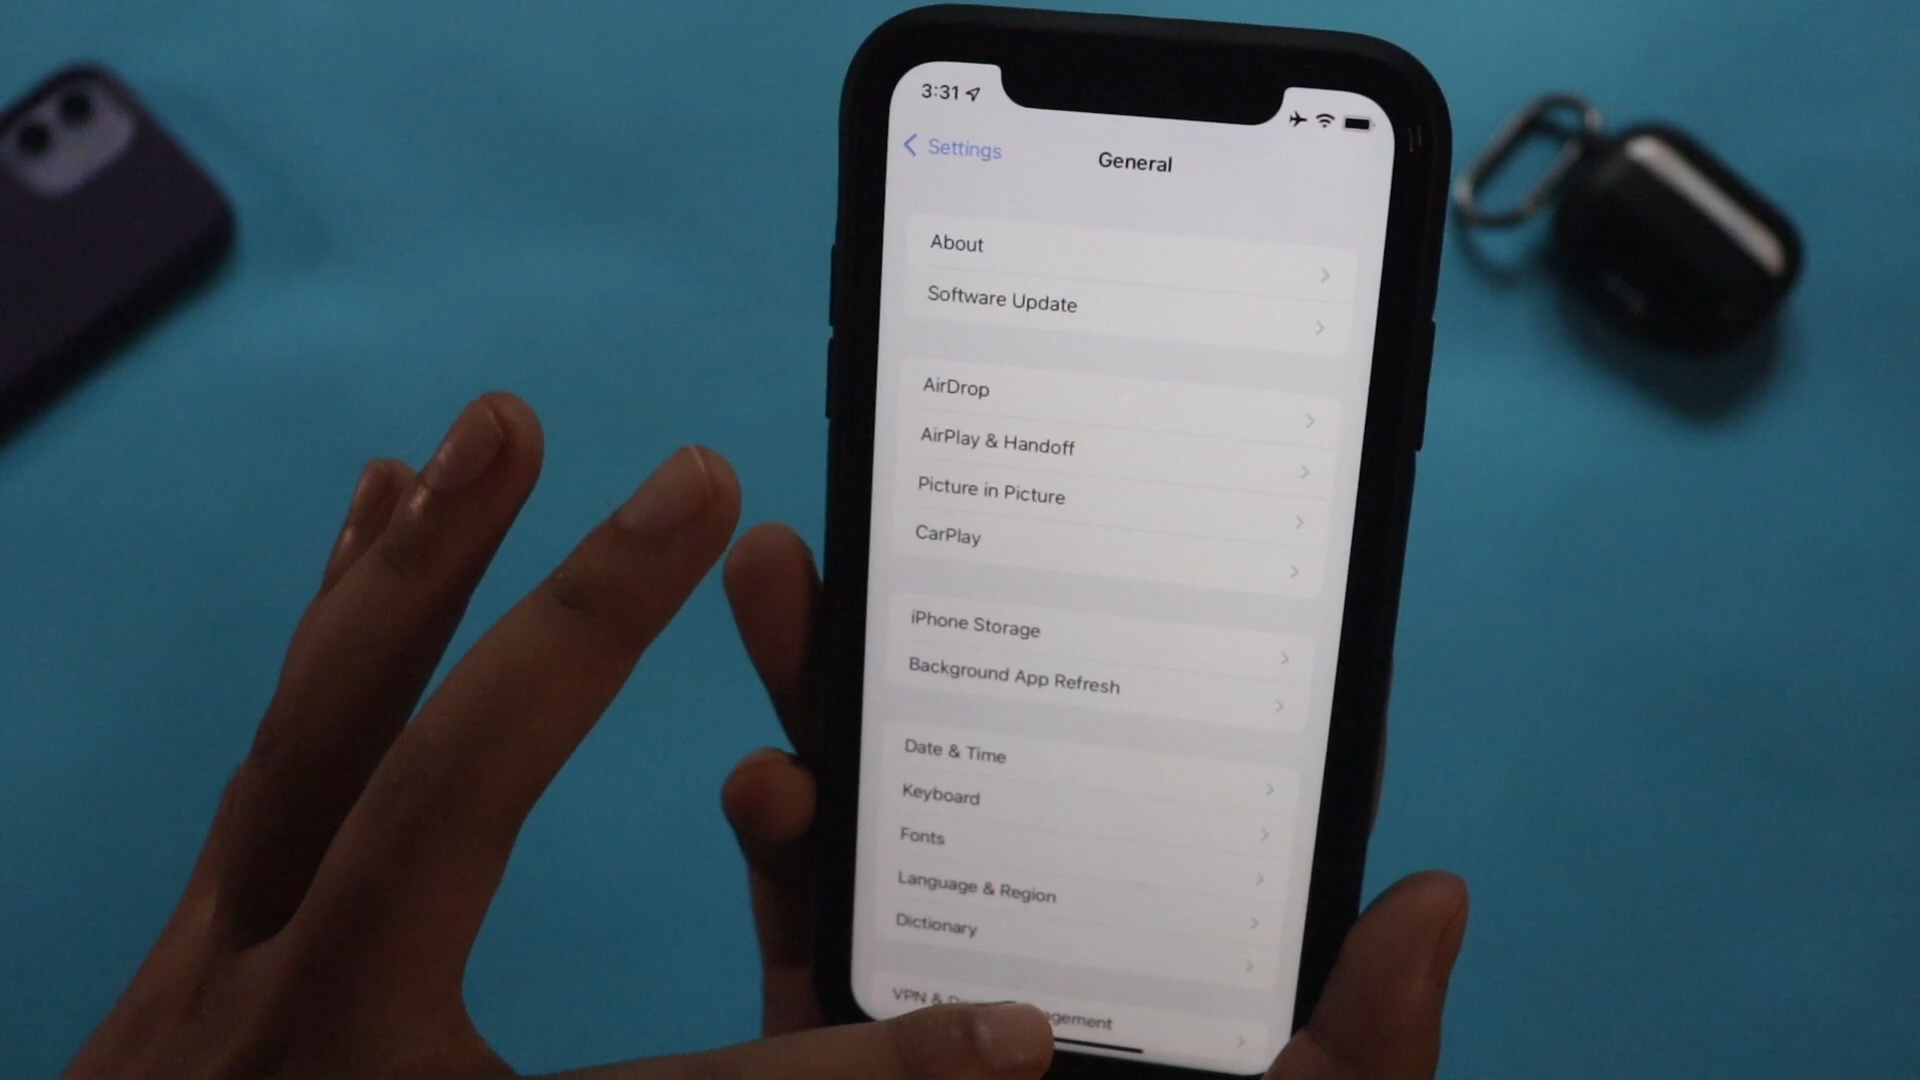 3:31
Settings
General
About
Software Update
AirDrop
AirPlay & Handoff
Picture in Picture
CarPlay
iPhone Storage
Background App Refresh
Date & Time
Keyboard
Fonts
Language & Region
Dictionary
VPN &